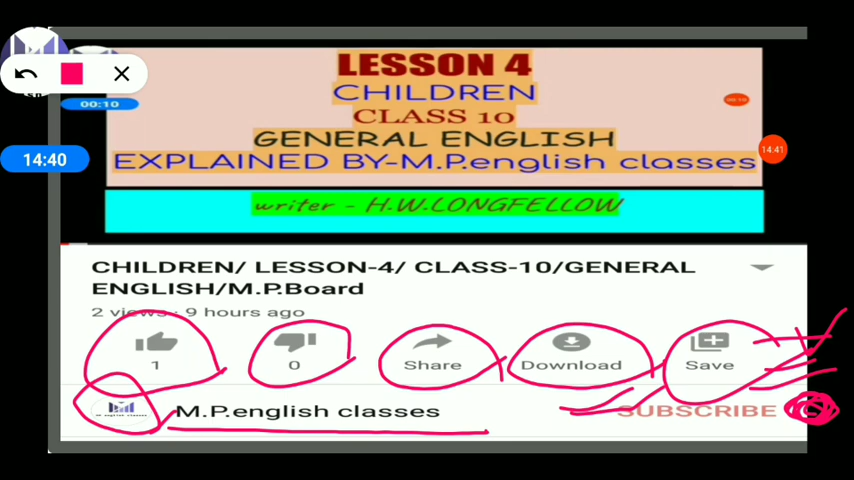 LESSON 4
CHILDREN
CLASS 10
GENERAL ENGLISH
EXPLAINED BY-M.P.english classes
00:10
14:40
14:41
writer - H.W.LONGFELLOW
CHILDREN/ LESSON-4/ CLASS-10/GENERAL
ENGLISH/M.P.Board
2 views · 9 hours ago
1
0
Share
Download
Save
M.P.english classes
SUBSCRIBE